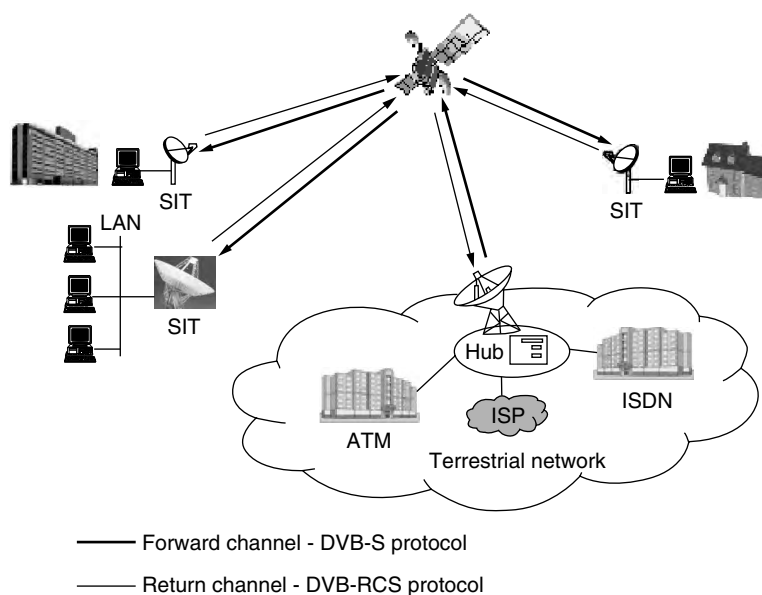 SIT
SIT
LAN
SIT
Hub
ATM
ISP
ISDN
Terrestrial network
Forward channel - DVB-S protocol
Return channel - DVB-RCS protocol